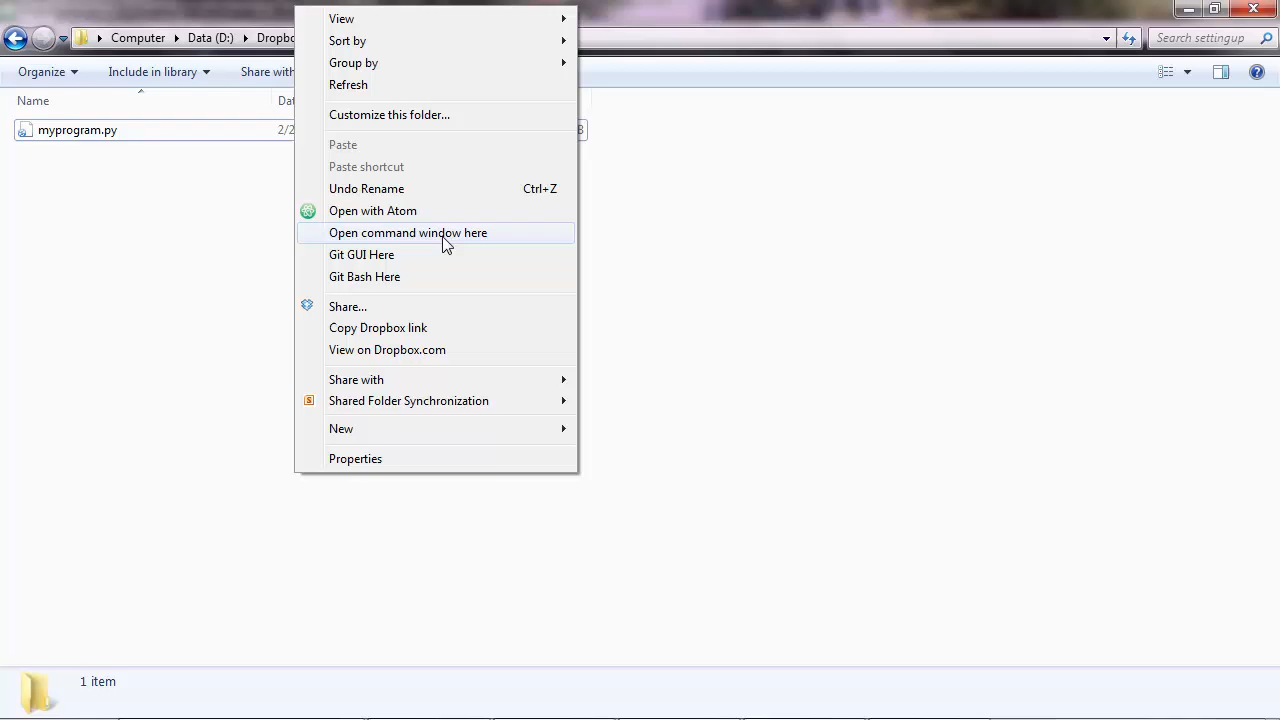 Computer Data (D:) Dropbo Search settingup
Organize Include in library Share with
Name Dat
myprogram.py 2/2 B
View
Sort by
Group by
Refresh
Customize this folder...
Paste
Paste shortcut
Undo Rename Ctrl+Z
Open with Atom
Open command window here
Git GUI Here
Git Bash Here
Share...
Copy Dropbox link
View on Dropbox.com
Share with
Shared Folder Synchronization
New
Properties
1 item